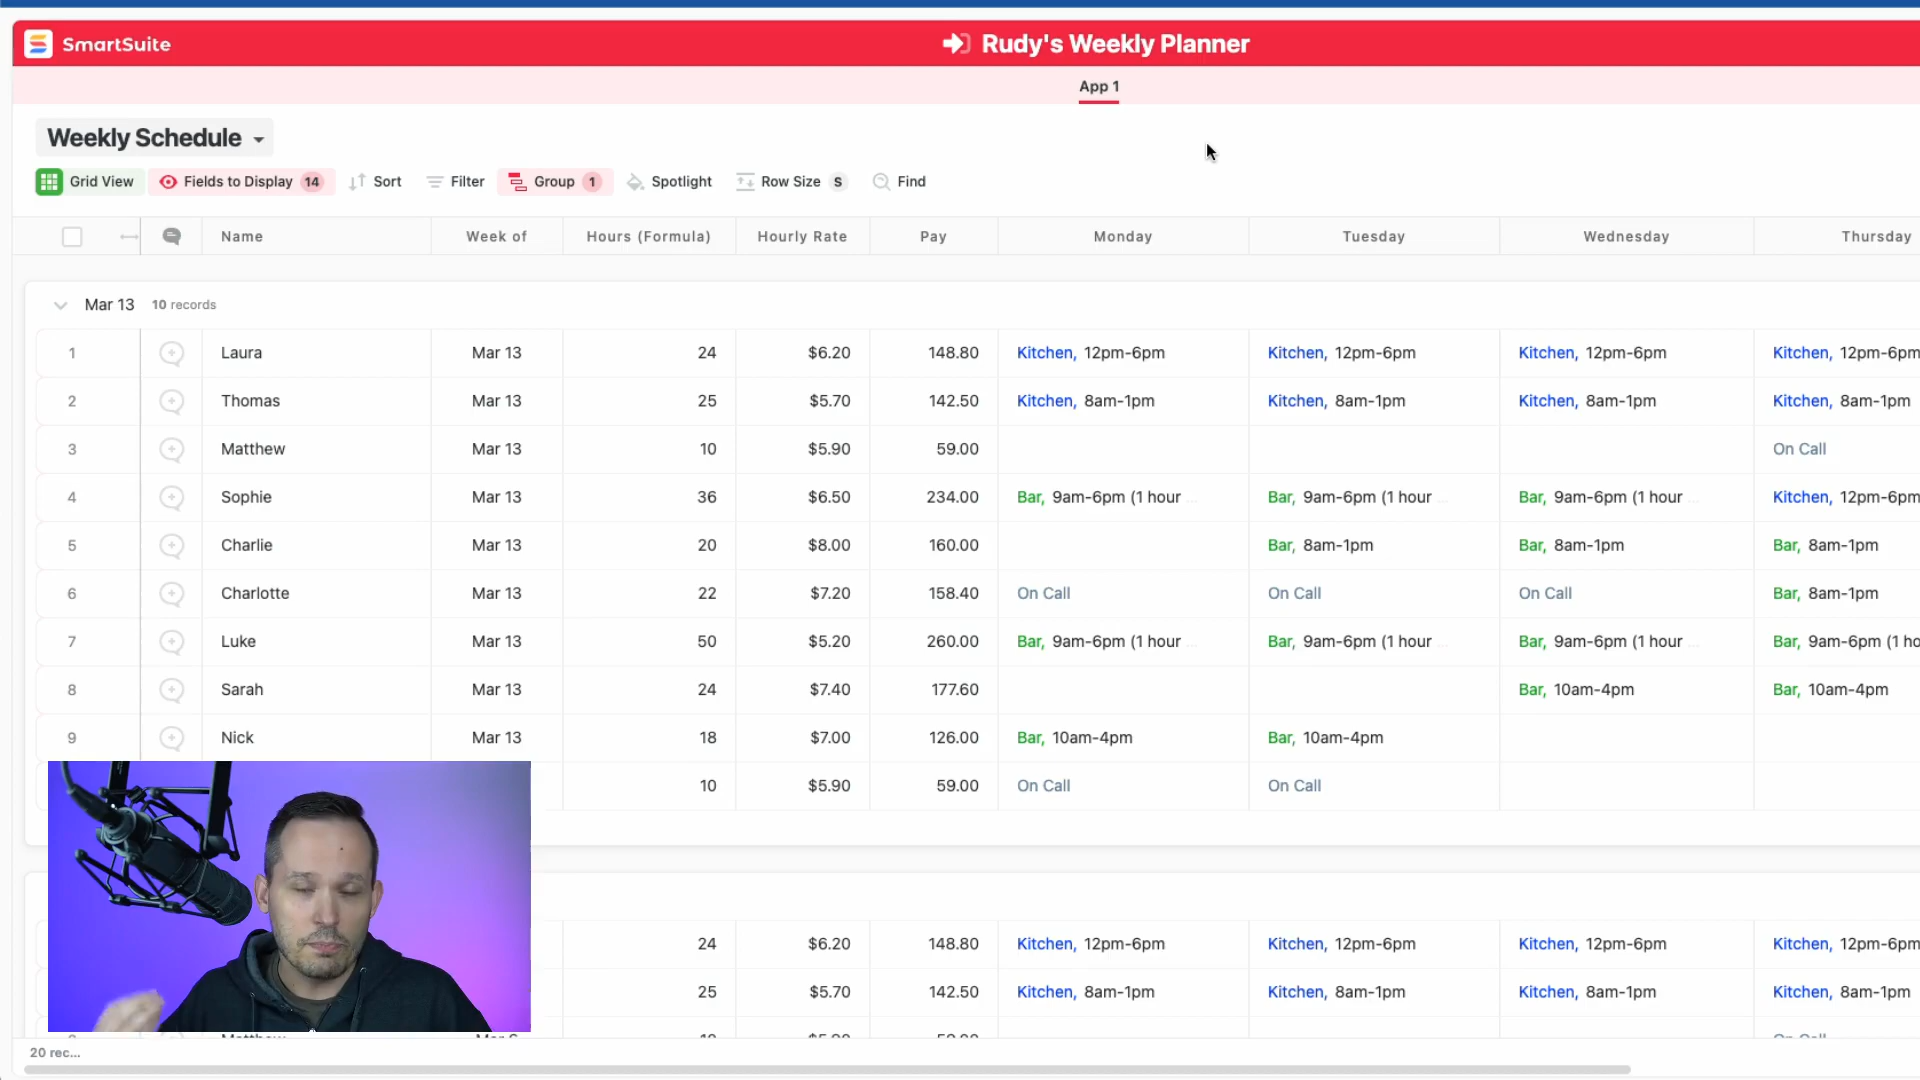 SmartSuite
Rudy's Weekly Planner
App 1
Weekly Schedule
Grid View Fields to Display 14 Sort Filter Group 1 Spotlight Row Size S Find
Name Week of Hours (Formula) Hourly Rate Pay Monday Tuesday Wednesday Thursday
Mar 13 10 records
1 Laura Mar 13 24 $6.20 148.80 Kitchen, 12pm-6pm Kitchen, 12pm-6pm Kitchen, 12pm-6pm Kitchen, 12pm-6pm
2 Thomas Mar 13 25 $5.70 142.50 Kitchen, 8am-1pm Kitchen, 8am-1pm Kitchen, 8am-1pm Kitchen, 8am-1pm
3 Matthew Mar 13 10 $5.90 59.00 On Call
4 Sophie Mar 13 36 $6.50 234.00 Bar, 9am-6pm (1 hour ... Bar, 9am-6pm (1 hour ... Bar, 9am-6pm (1 hour ... Kitchen, 12pm-6pm
5 Charlie Mar 13 20 $8.00 160.00 Bar, 8am-1pm Bar, 8am-1pm Bar, 8am-1pm
6 Charlotte Mar 13 22 $7.20 158.40 On Call On Call On Call Bar, 8am-1pm
7 Luke Mar 13 50 $5.20 260.00 Bar, 9am-6pm (1 hour ... Bar, 9am-6pm (1 hour ... Bar, 9am-6pm (1 hour ... Bar, 9am-6pm (1 ho
8 Sarah Mar 13 24 $7.40 177.60 Bar, 10am-4pm Bar, 10am-4pm
9 Nick Mar 13 18 $7.00 126.00 Bar, 10am-4pm Bar, 10am-4pm
10 $5.90 59.00 On Call On Call
24 $6.20 148.80 Kitchen, 12pm-6pm Kitchen, 12pm-6pm Kitchen, 12pm-6pm Kitchen, 12pm-6pm
25 $5.70 142.50 Kitchen, 8am-1pm Kitchen, 8am-1pm Kitchen, 8am-1pm Kitchen, 8am-1pm
20 rec...